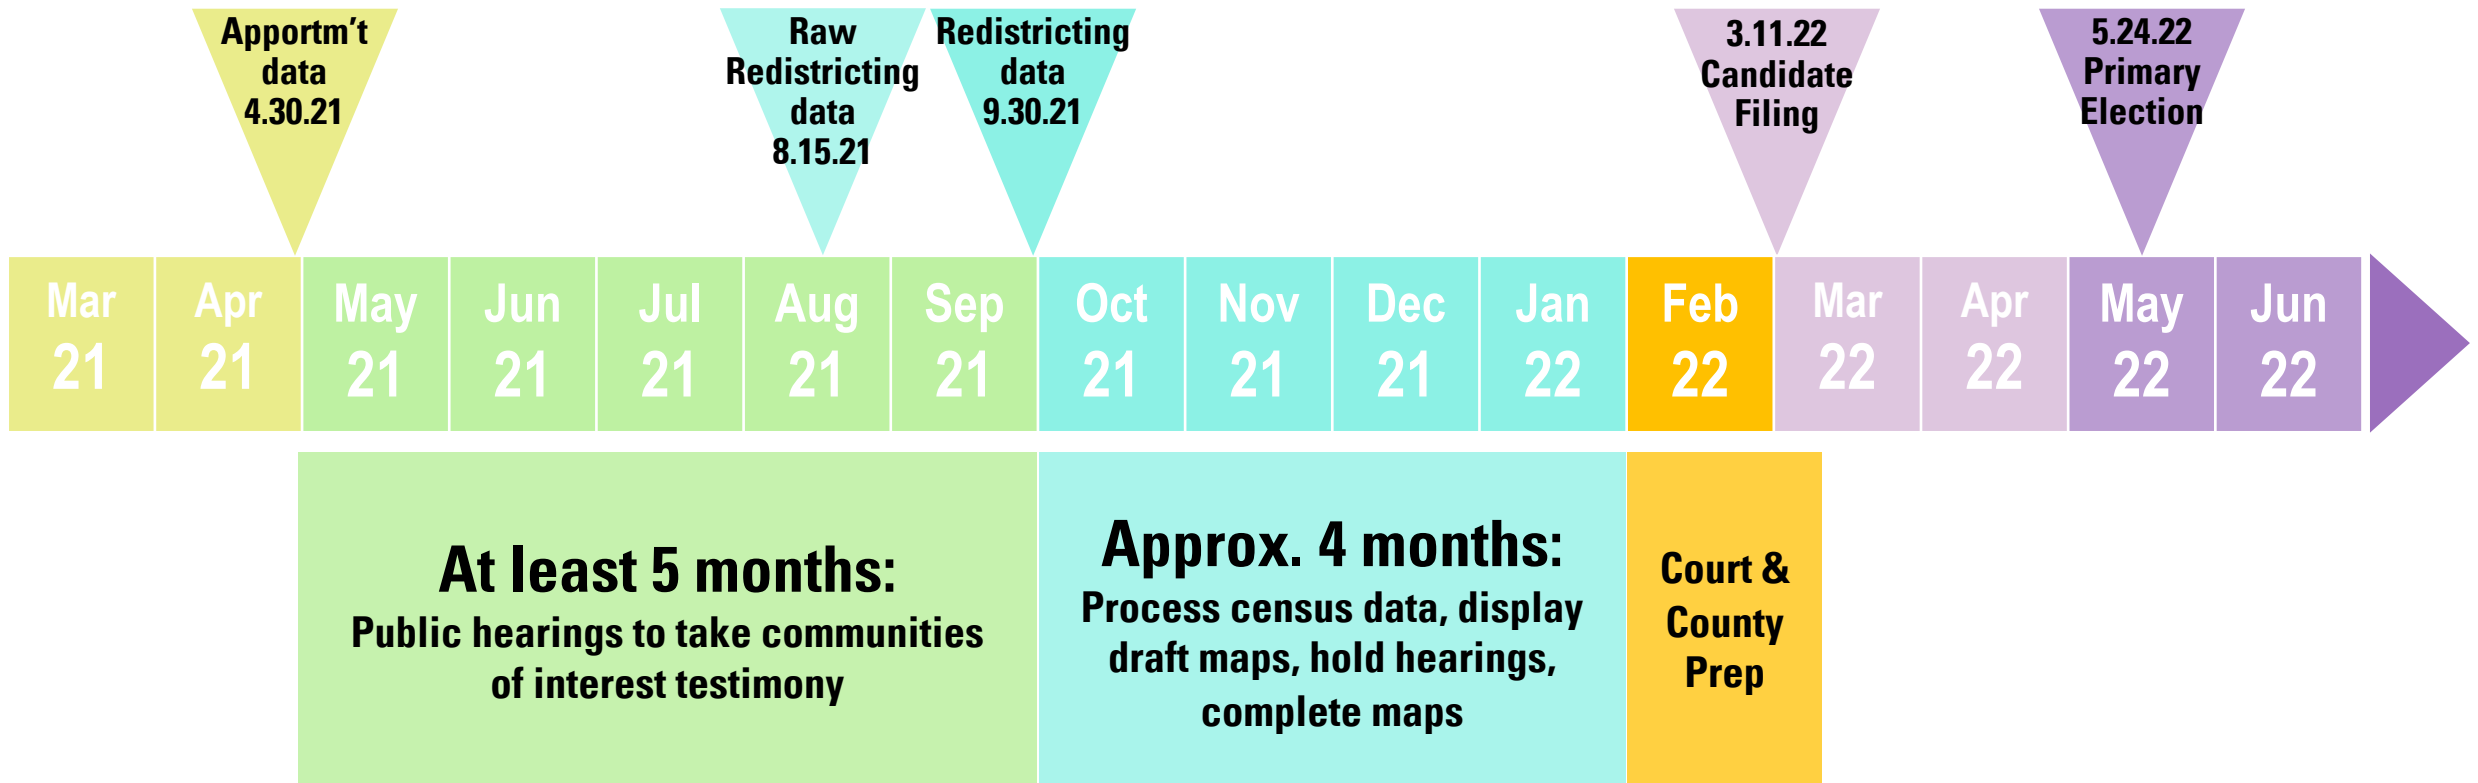 Apportm't
data
4.30.21
Raw
Redistricting
data
8.15.21
Redistricting
data
9.30.21
3.11.22
Candidate
Filing
5.24.22
Primary
Election
Mar
21
Apr
21
May
21
Jun
21
Jul
21
Aug
21
Sep
21
Oct
21
Nov
21
Dec
21
Jan
22
Feb
22
Mar
22
Apr
22
May
22
Jun
22
At least 5 months:
Public hearings to take communities
of interest testimony
Approx. 4 months:
Process census data, display
draft maps, hold hearings,
complete maps
Court &
County
Prep